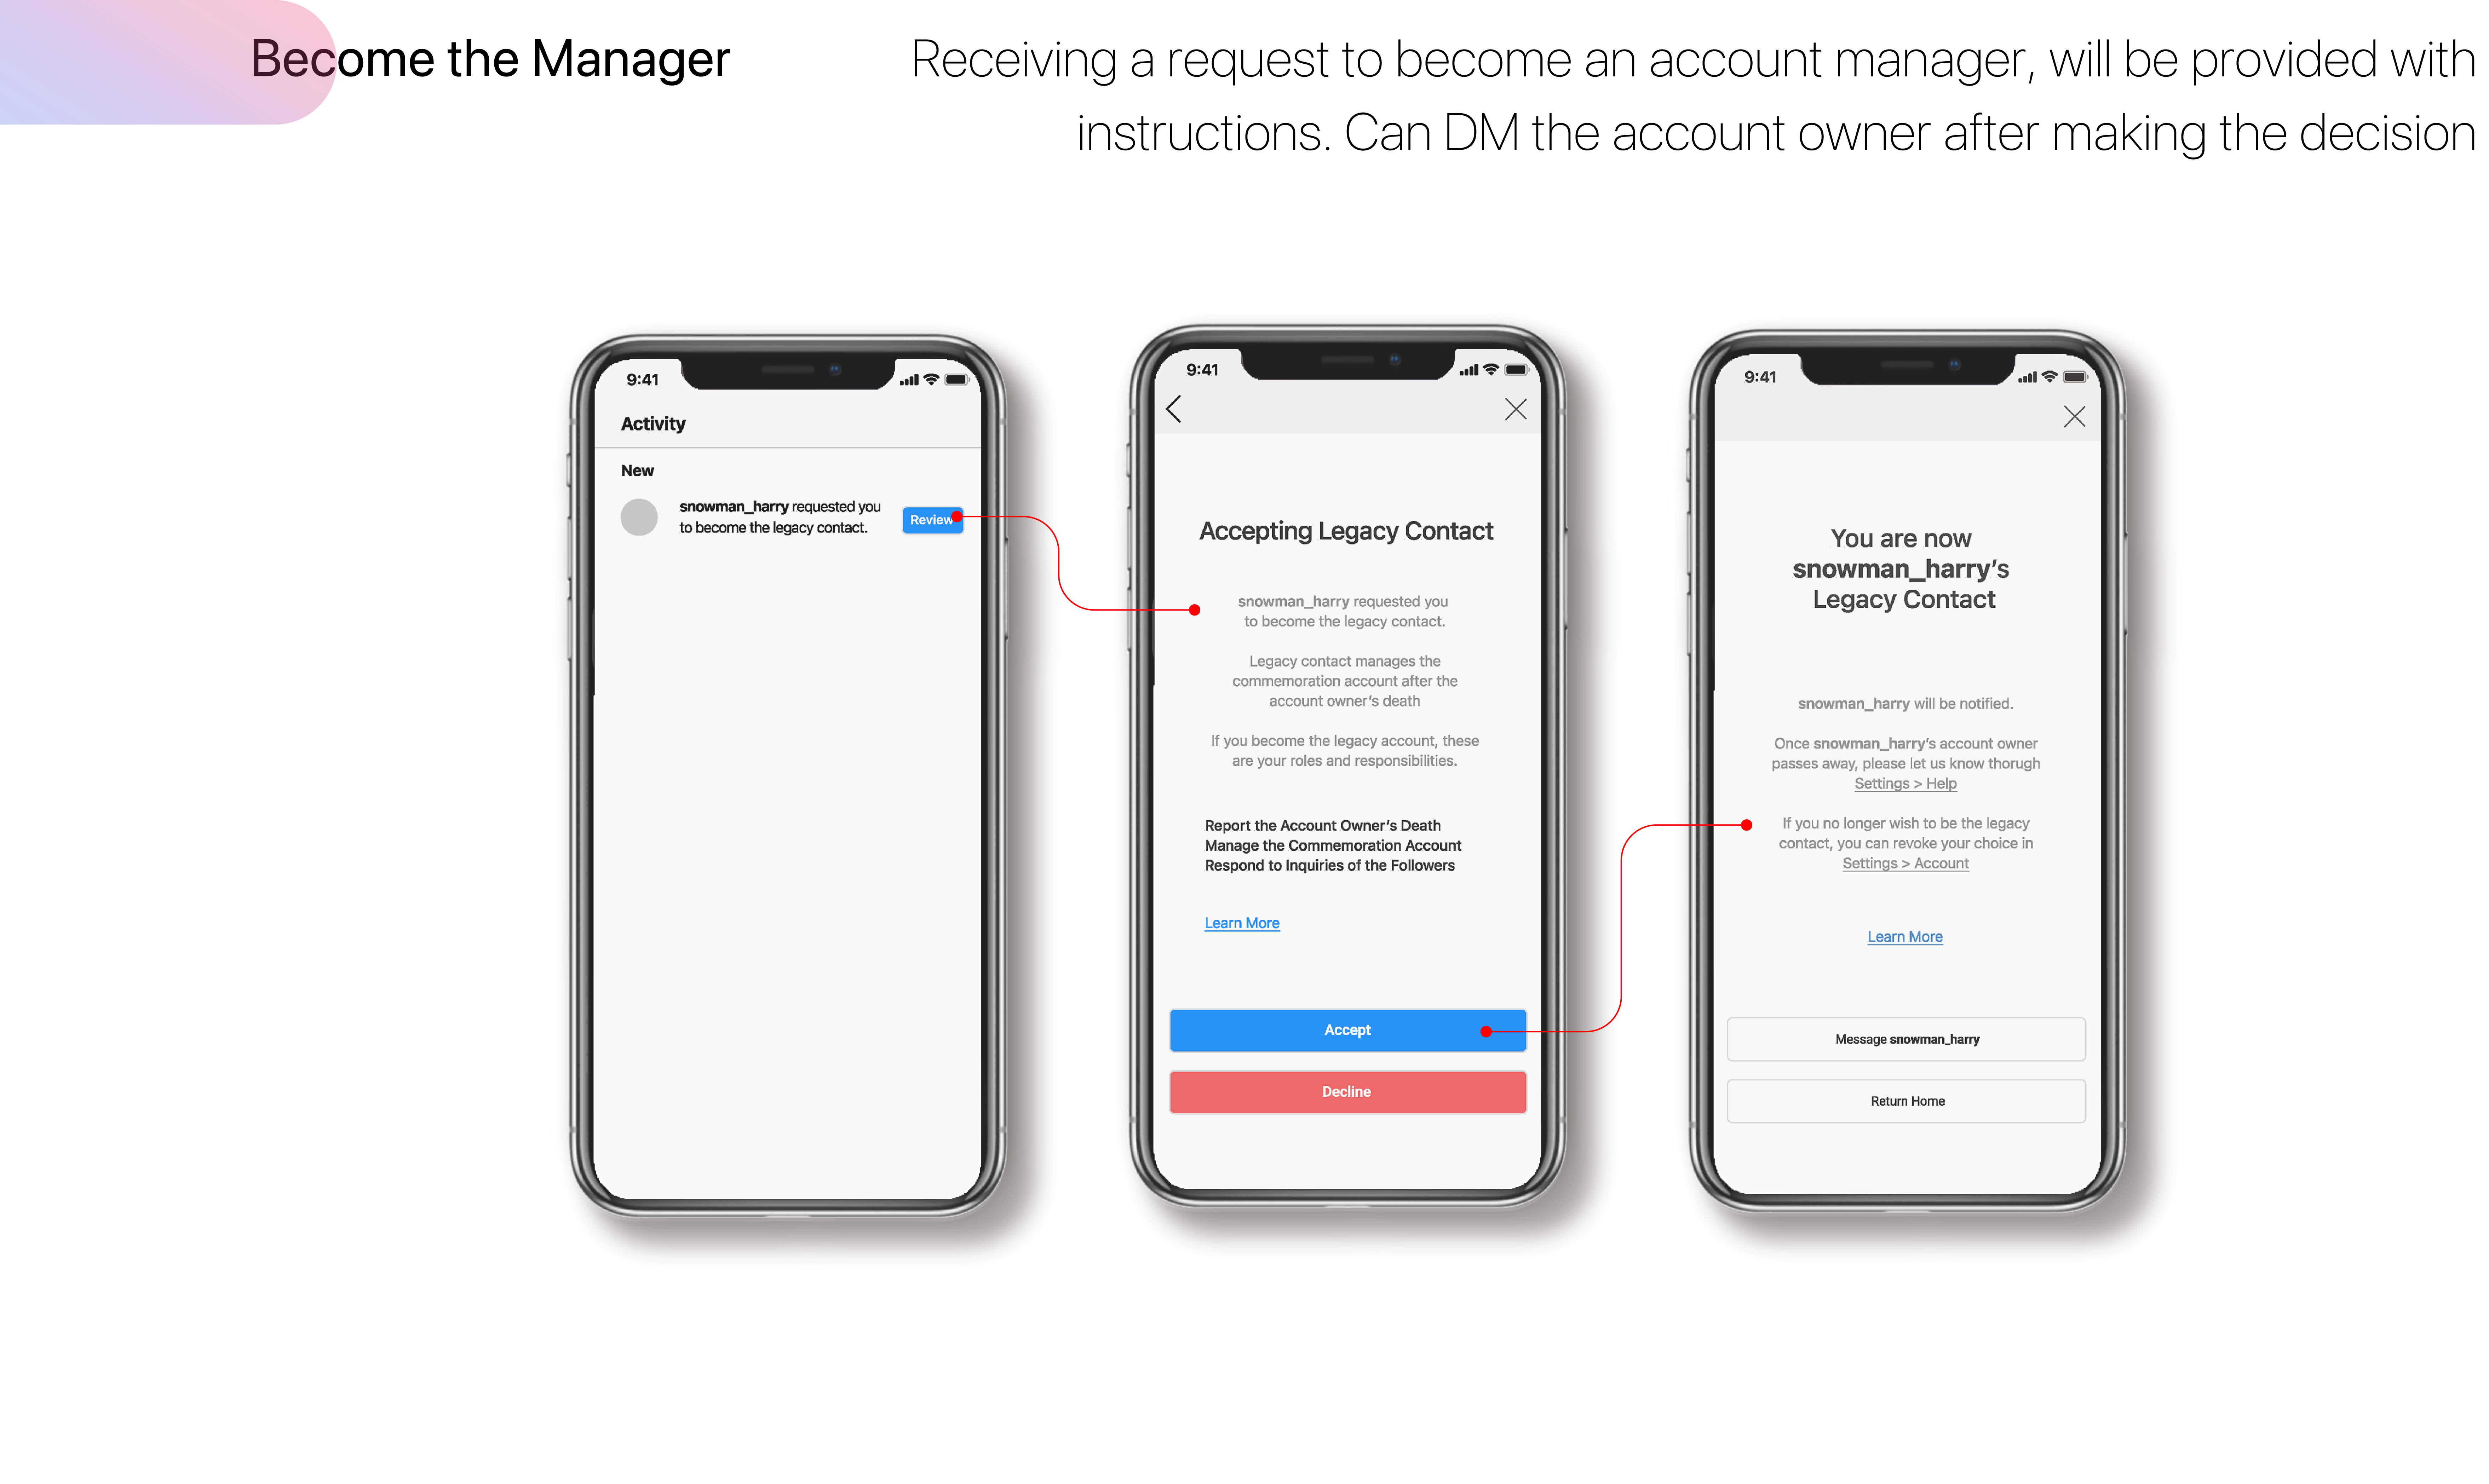 Become the Manager
Receiving a request to become an account manager, will be provided with
instructions. Can DM the account owner after making the decision
9:41
Activity
New
snowman_harry requested you
to become the legacy contact.
Review
9:41
Accepting Legacy Contact
snowman_harry requested you
to become the legacy contact.
Legacy contact manages the
commemoration account after the
account owner's death
If you become the legacy account, these
are your roles and responsibilities.
Report the Account Owner's Death
Manage the Commemoration Account
Respond to Inquiries of the Followers
Learn More
Accept
Decline
9:41
You are now
snowman_harry's
Legacy Contact
snowman_harry will be notified.
Once snowman_harry's account owner
passes away, please let us know thorugh
Settings > Help
If you no longer wish to be the legacy
contact, you can revoke your choice in
Settings > Account
Learn More
Message snowman_harry
Return Home